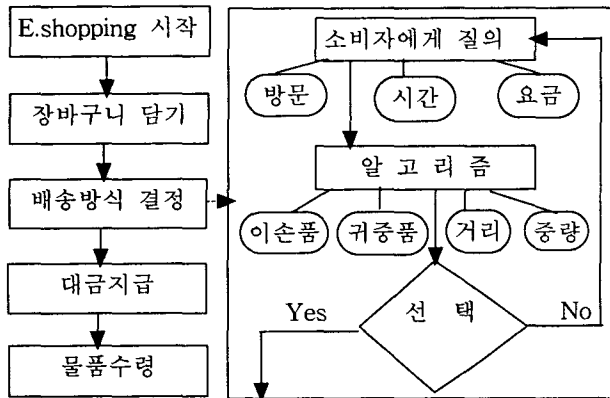 E.shopping 시작
장바구니 담기
배송방식 결정
대금지급
물품수령
소비자에게 질의
방문 시간 요금
알 고 리 즘
이손품 귀중품 거리 중량
Yes 선 택 No